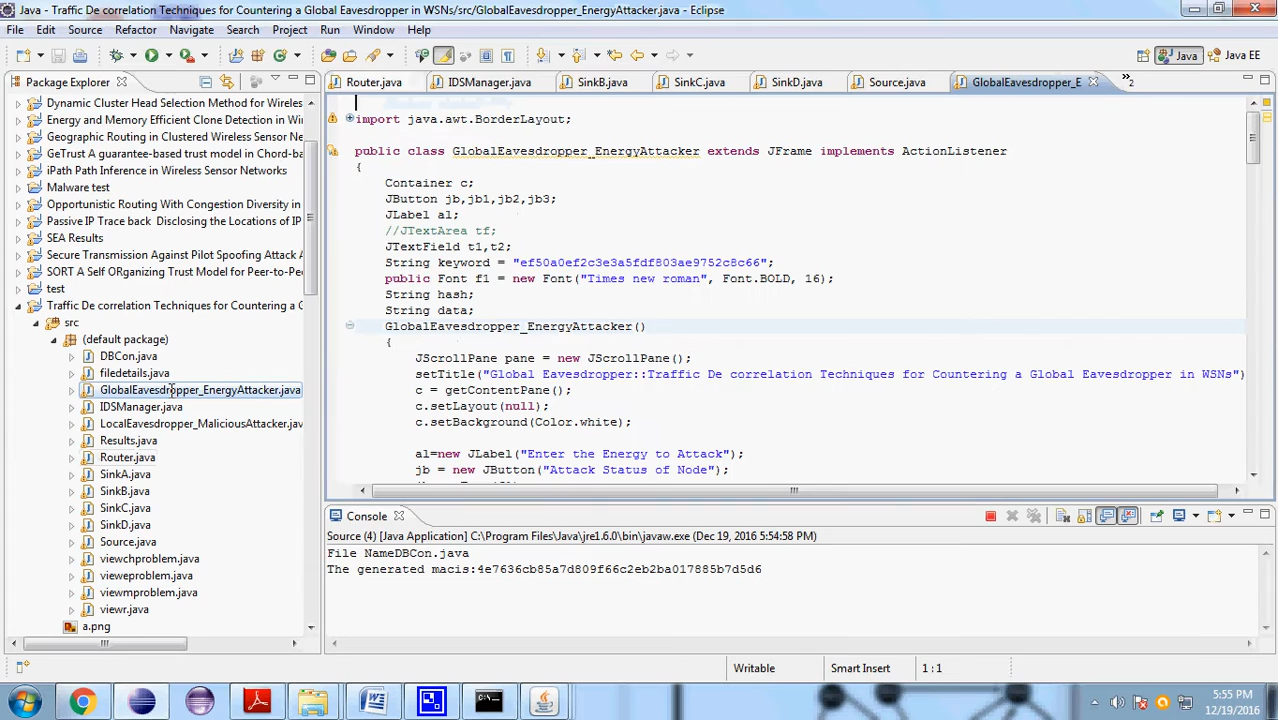 Java - Traffic De correlation Techniques for Countering a Global Eavesdropper in WSNs/src/GlobalEavesdropper_EnergyAttacker.java - Eclipse
File Edit Source Refactor Navigate Search Project Run Window Help
Java Java EE
Package Explorer
Dynamic Cluster Head Selection Method for Wireles
Energy and Memory Efficient Clone Detection in Wire
Geographic Routing in Clustered Wireless Sensor Ne
GeTrust A guarantee-based trust model in Chord-ba
iPath Path Inference in Wireless Sensor Networks
Malware test
Opportunistic Routing With Congestion Diversity in
Passive IP Trace back Disclosing the Locations of IP
SEA Results
Secure Transmission Against Pilot Spoofing Attack A
SORT A Self ORganizing Trust Model for Peer-to-Pee
test
Traffic De correlation Techniques for Countering a G
src
(default package)
DBCon.java
filedetails.java
GlobalEavesdropper_EnergyAttacker.java
IDSManager.java
LocalEavesdropper_MaliciousAttacker.jav
Results.java
Router.java
SinkA.java
SinkB.java
SinkC.java
SinkD.java
Source.java
viewchproblem.java
vieweproblem.java
viewmproblem.java
viewr.java
a.png
Router.java IDSManager.java SinkB.java SinkC.java SinkD.java Source.java GlobalEavesdropper_E »2
import java.awt.BorderLayout;
public class GlobalEavesdropper_EnergyAttacker extends JFrame implements ActionListener
{
Container c;
JButton jb,jb1,jb2,jb3;
JLabel al;
//JTextArea tf;
JTextField t1,t2;
String keyword = "ef50a0ef2c3e3a5fdf803ae9752c8c66";
public Font f1 = new Font("Times new roman", Font.BOLD, 16);
String hash;
String data;
GlobalEavesdropper_EnergyAttacker()
{
JScrollPane pane = new JScrollPane();
setTitle("Global Eavesdropper::Traffic De correlation Techniques for Countering a Global Eavesdropper in WSNs")
c = getContentPane();
c.setLayout(null);
c.setBackground(Color.white);
al=new JLabel("Enter the Energy to Attack");
jb = new JButton("Attack Status of Node");
Console
Source (4) [Java Application] C:\Program Files\Java\jre1.6.0\bin\javaw.exe (Dec 19, 2016 5:54:58 PM)
File NameDBCon.java
The generated macis:4e7636cb85a7d809f66c2eb2ba017885b7d5d6
Writable Smart Insert 1 : 1
5:55 PM
12/19/2016